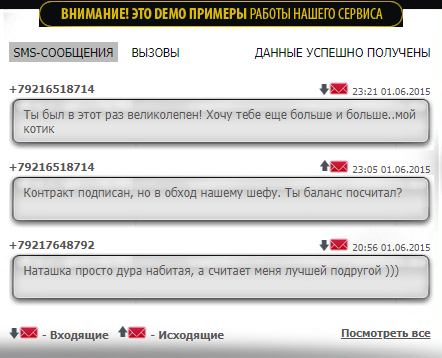 ВНИМАНИЕ! ЭТО DEMO ПРИМЕРЫ РАБОТЫ НАШЕГО СЕРВИСА
SMS-СООБЩЕНИЯ ВЫЗОВЫ ДАННЫЕ УСПЕШНО ПОЛУЧЕНЫ
+79216518714 23:21 01.06.2015
Ты был в этот раз великолепен! Хочу тебе еще больше и больше..мой
котик
+79216518714 23:05 01.06.2015
Контракт подписан, но в обход нашему шефу. Ты баланс посчитал?
+79217648792 20:56 01.06.2015
Наташка просто дура набитая, а считает меня лучшей подругой )))
- Входящие - Исходящие Посмотреть все